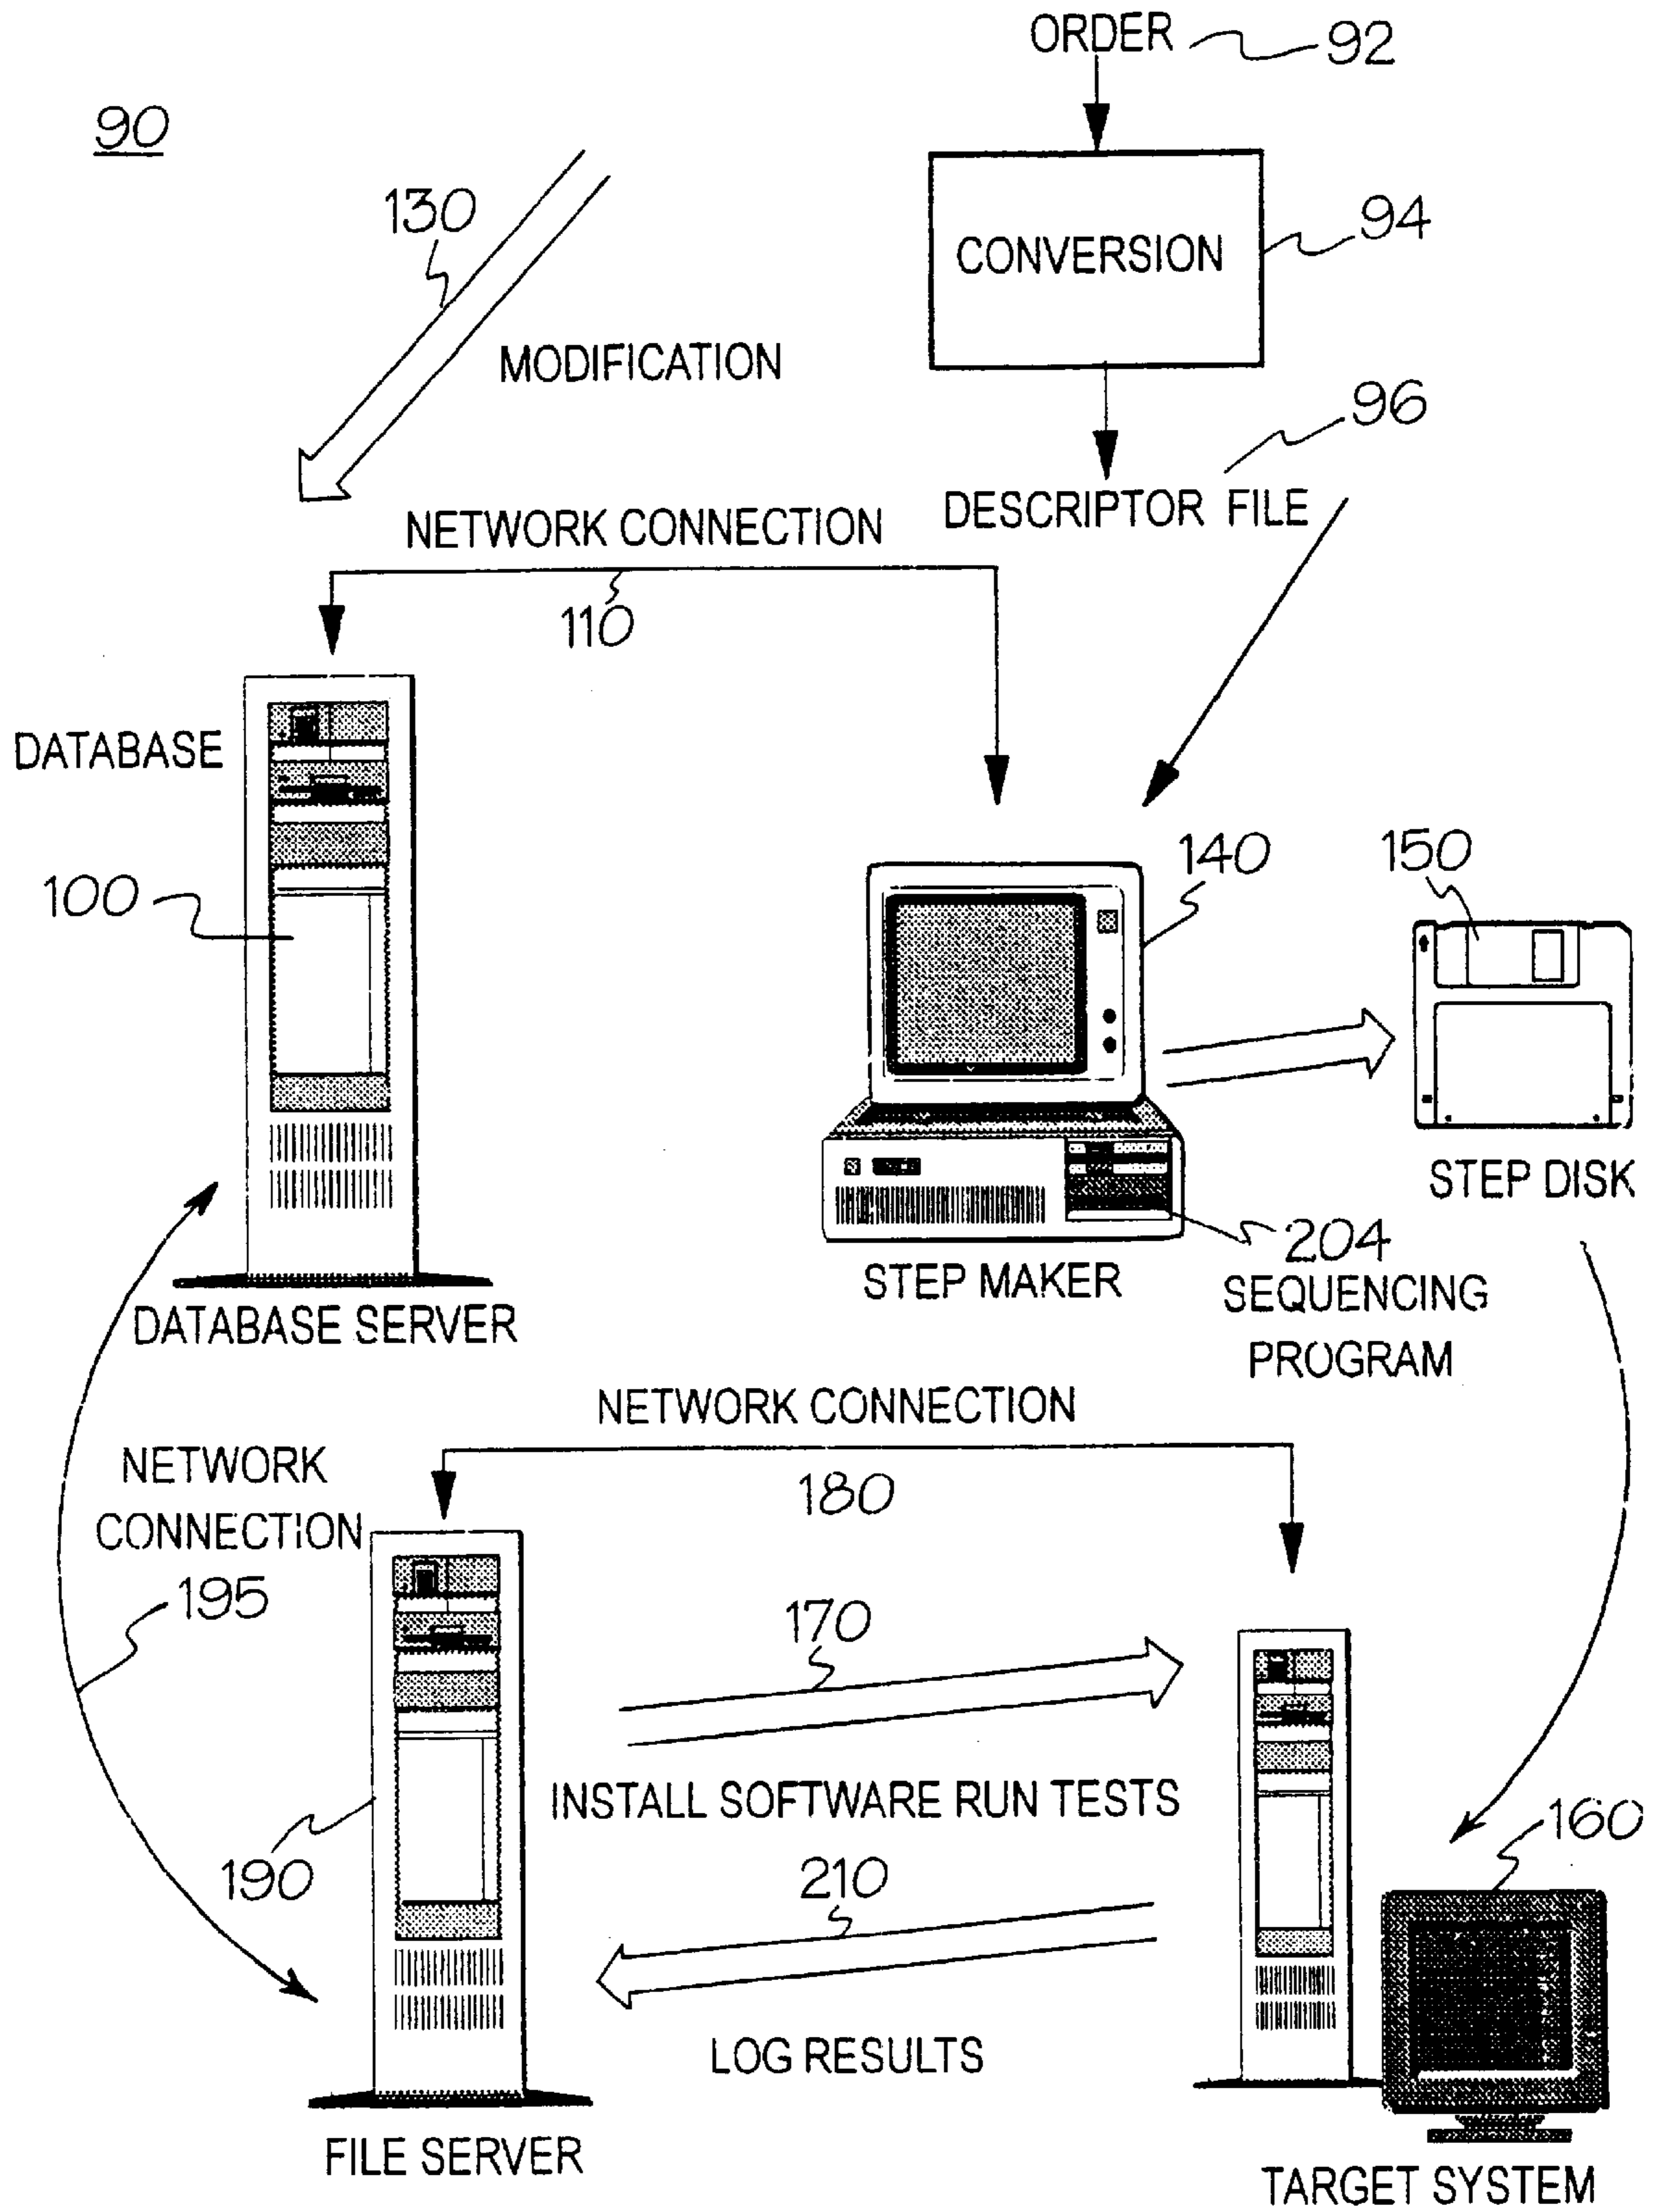 ORDER 92
90
130
CONVERSION
94
MODIFICATION
96
DESCRIPTOR FILE
NETWORK CONNECTION
110
DATABASE
100
140
150
STEP DISK
204
STEP MAKER
SEQUENCING
PROGRAM
DATABASE SERVER
NETWORK CONNECTION
180
NETWORK
CONNECTION
195
170
INSTALL SOFTWARE RUN TESTS
160
190
210
LOG RESULTS
FILE SERVER
TARGET SYSTEM